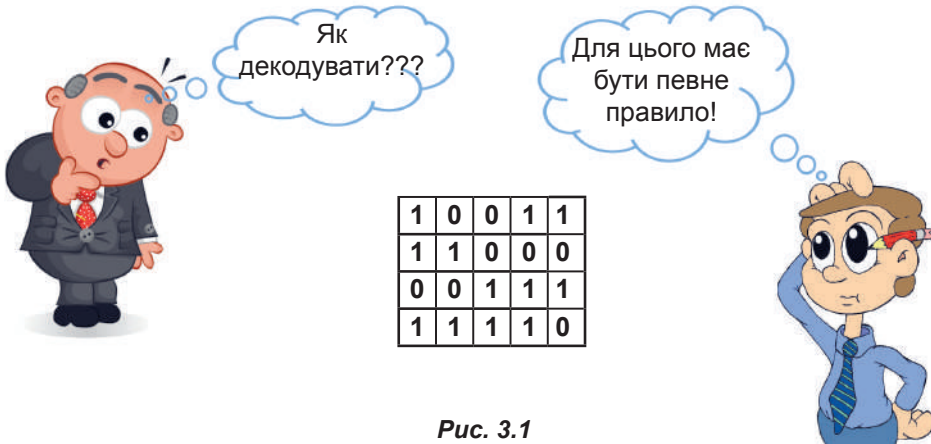 Як
декодувати???
Для цього має
бути певне
правило!
1 0 0 1 1
1 1 0 0 0
0 0 1 1 1
1 1 1 1 0
Рис. 3.1